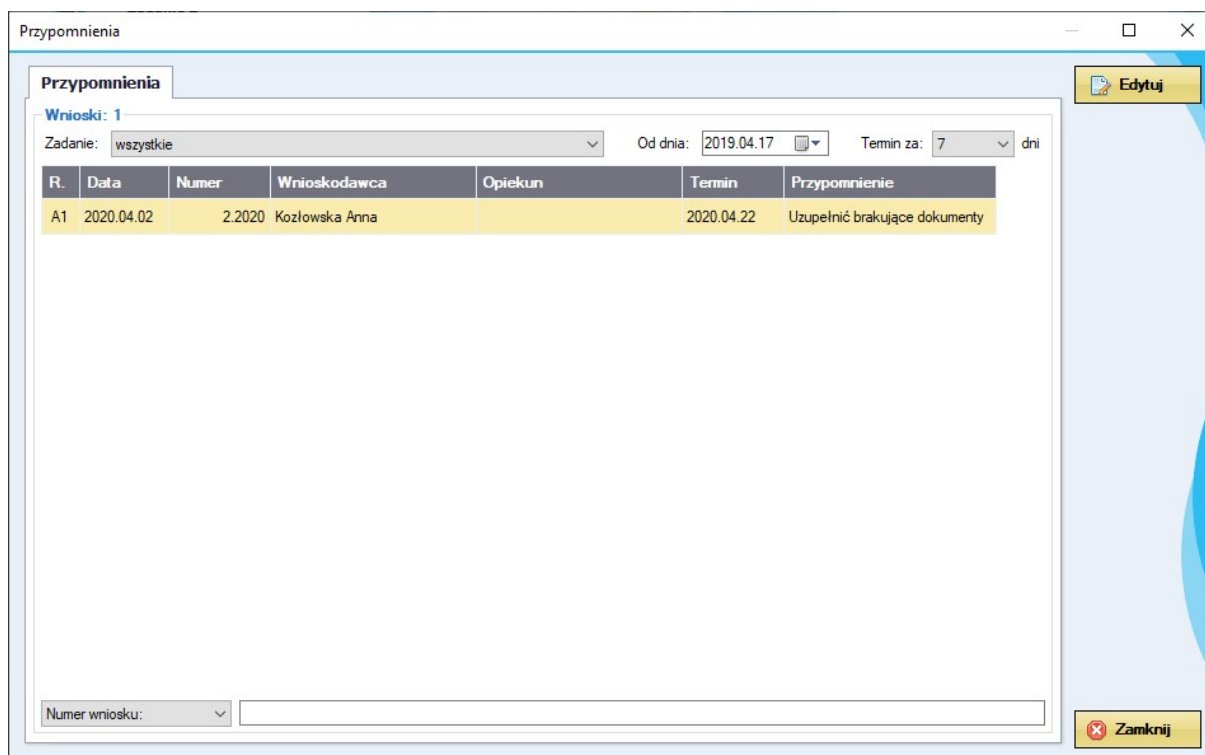 Przypomnienia
Przypomnienia
Edytuj
Wnioski: 1
Zadanie: wszystkie Od dnia: 2019.04.17 Termin za: 7 dni
R. Data Numer Wnioskodawca Opiekun Termin Przypomnienie
A1 2020.04.02 2.2020 Kozłowska Anna 2020.04.22 Uzupełnić brakujące dokumenty
Numer wniosku:
Zamknij